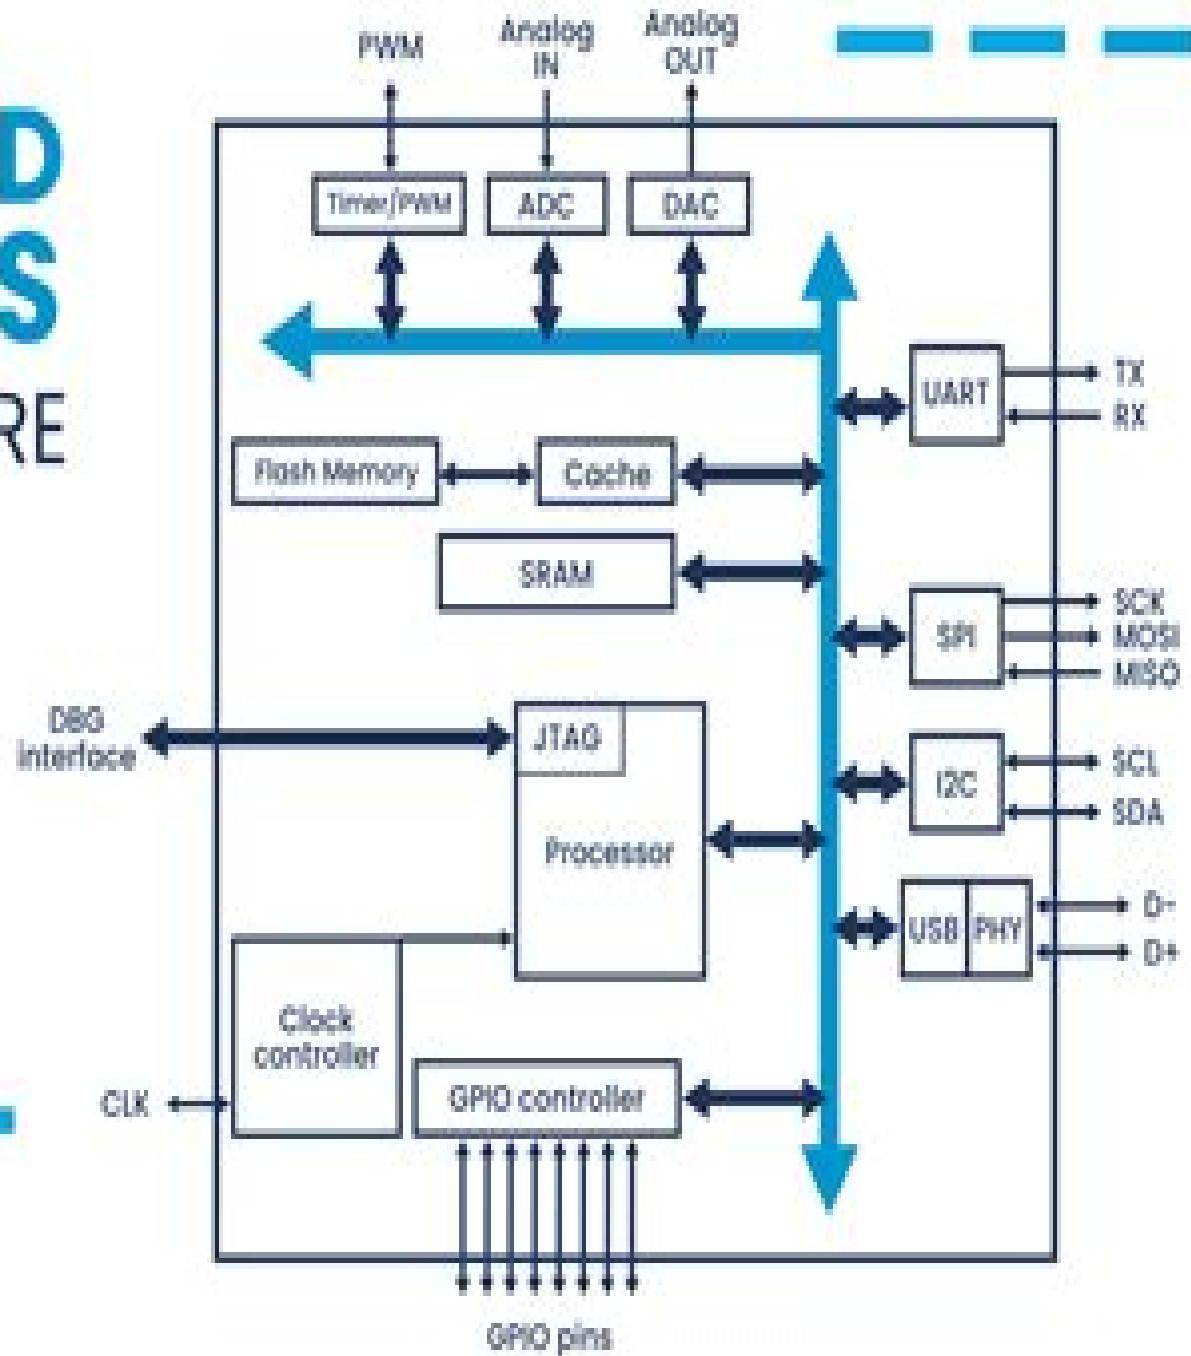 PWM
Analog
IN
Analog
OUT
D
S
RE
Timer/PWM
ADC
DAC
UART
TX
RX
Flash Memory
Cache
SRAM
SPI
SCK
MOSI
MISO
DBG
interface
JTAG
Processor
I2C
SCL
SDA
USB
PHY
D-
D+
Clock
controller
CLK
GPIO controller
GPIO pins